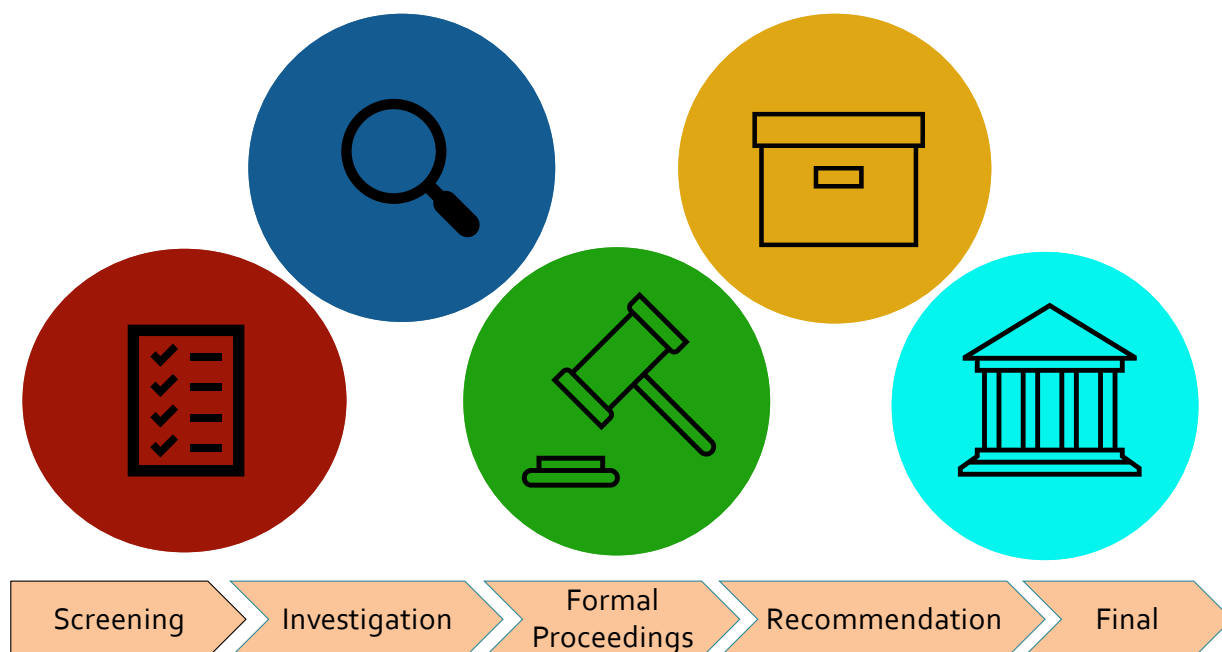 Screening
Investigation
Formal
Proceedings
Recommendation
Final